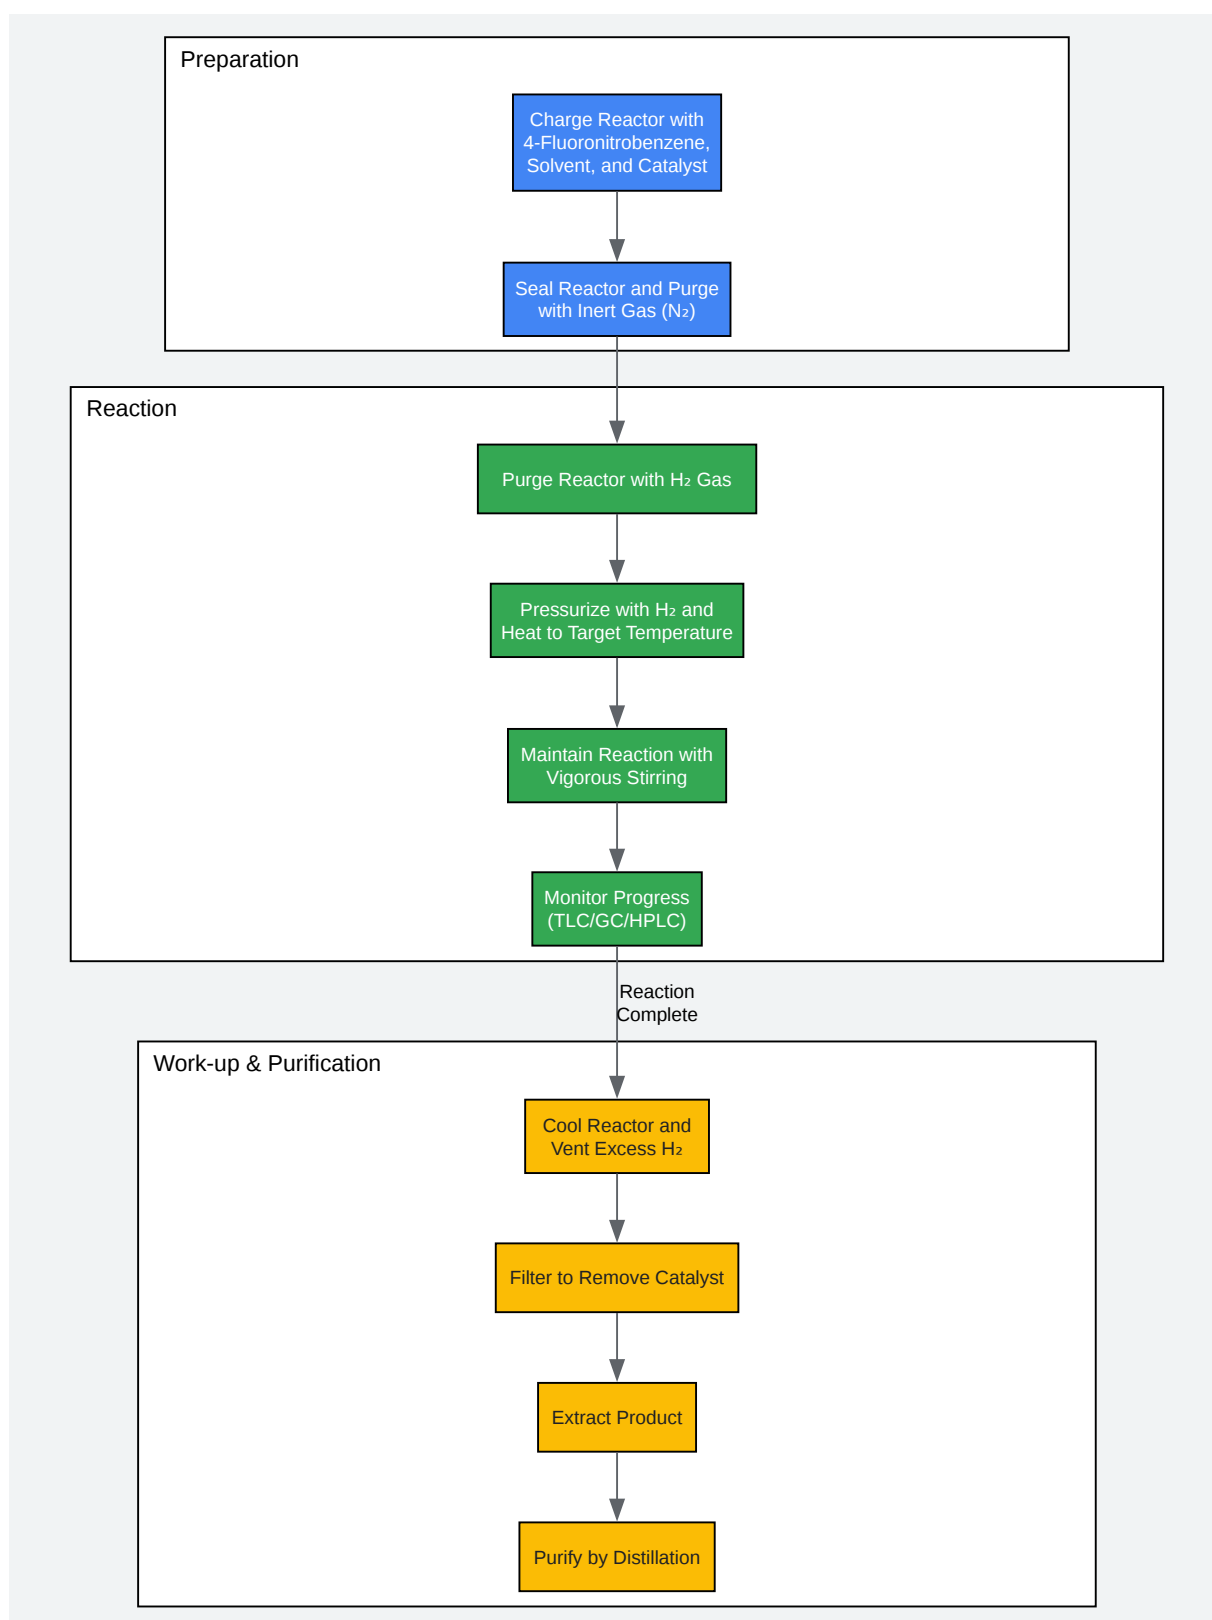 Preparation
Charge Reactor with
4-Fluoronitrobenzene,
Solvent, and Catalyst
Seal Reactor and Purge
with Inert Gas (N₂)
Reaction
Purge Reactor with H₂ Gas
Pressurize with H₂ and
Heat to Target Temperature
Maintain Reaction with
Vigorous Stirring
Monitor Progress
(TLC/GC/HPLC)
Reaction
Complete
Work-up & Purification
Cool Reactor and
Vent Excess H₂
Filter to Remove Catalyst
Extract Product
Purify by Distillation